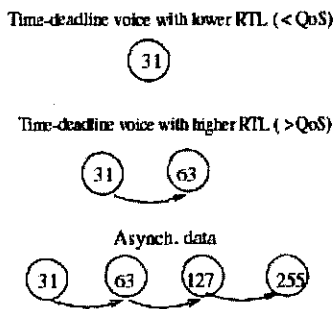 Time-deadline voice with lower RTL ( < QoS)
31
Time-deadline voice with higher RTL ( > QoS)
31 63
Asynch. data
31 63 127 255